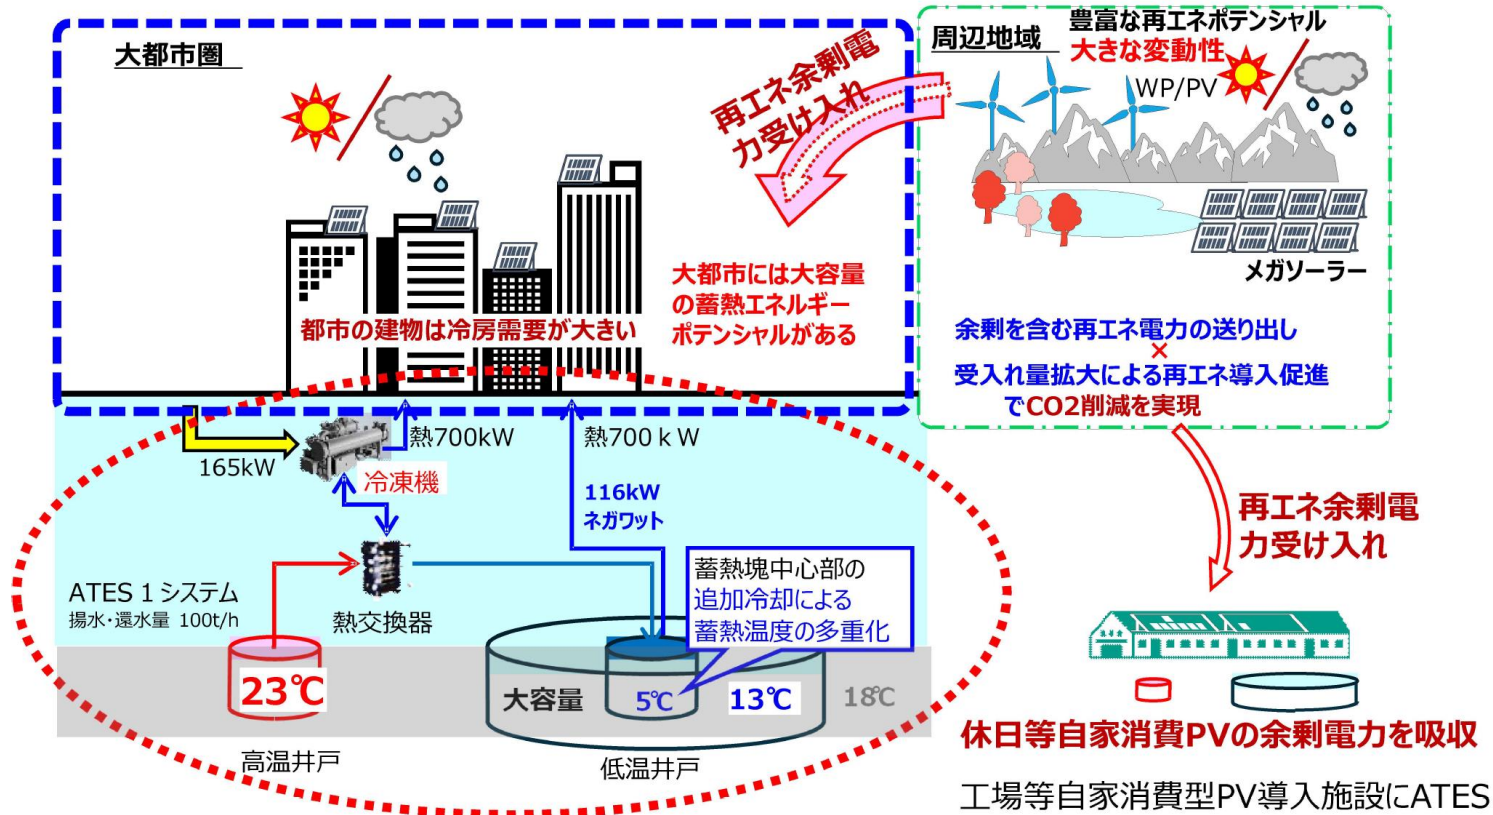 大都市圏
再エネ余剰電
力受け入れ
周辺地域
豊富な再エネポテンシャル
大きな変動性
WP/PV
メガソーラー
都市の建物は冷房需要が大きい
大都市には大容量
の蓄熱エネルギー
ポテンシャルがある
余剰を含む再エネ電力の送り出し
×
受入れ量拡大による再エネ導入促進
でCO2削減を実現
165kW
冷凍機
熱700kW
熱700ｋW
116kW
ネガワット
再エネ余剰電
力受け入れ
ATES 1 システム
揚水・還水量 100t/h
熱交換器
蓄熱塊中心部の
追加冷却による
蓄熱温度の多重化
23℃
大容量
5℃
13℃
18℃
高温井戸
低温井戸
休日等自家消費PVの余剰電力を吸収
工場等自家消費型PV導入施設にATES